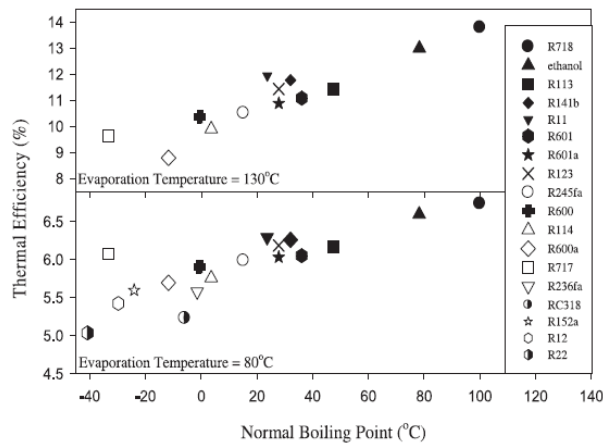 14
13
12
11
10
9
8
Evaporation Temperature = 130°C
6.5
6.0
5.5
5.0
4.5
Evaporation Temperature = 80°C
Thermal Efficiency (%)
-40 -20 0 20 40 60 80 100 120 140
Normal Boiling Point (°C)
R718
ethanol
R113
R141b
R11
R601
R601a
R123
R245fa
R600
R114
R600a
R717
R236fa
RC318
R152a
R12
R22